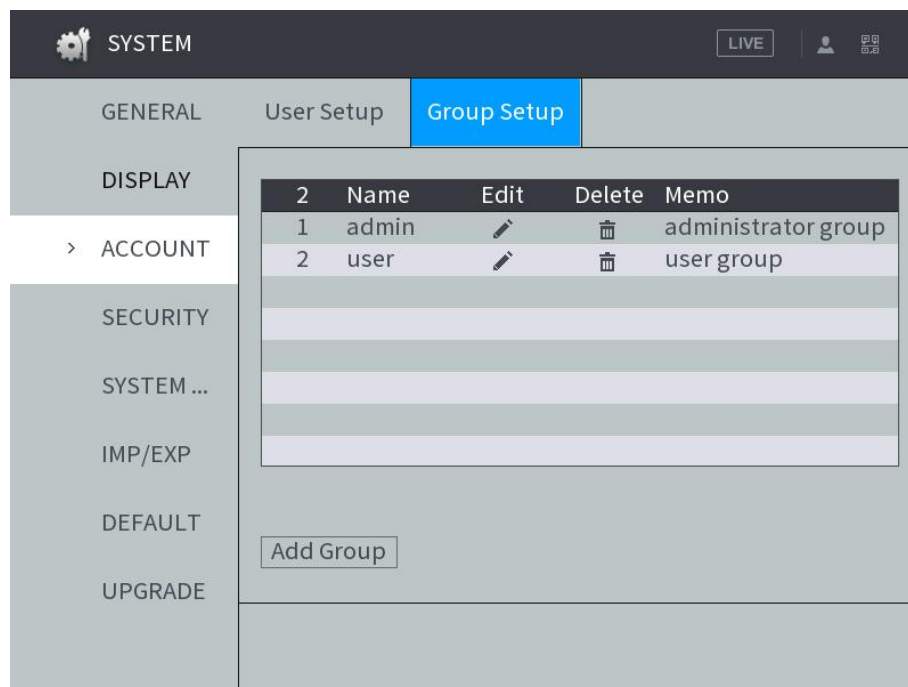 SYSTEM LIVE
GENERAL
DISPLAY
> ACCOUNT
SECURITY
SYSTEM ...
IMP/EXP
DEFAULT
UPGRADE
User Setup Group Setup
2 Name Edit Delete Memo
1 admin administrator group
2 user user group
Add Group